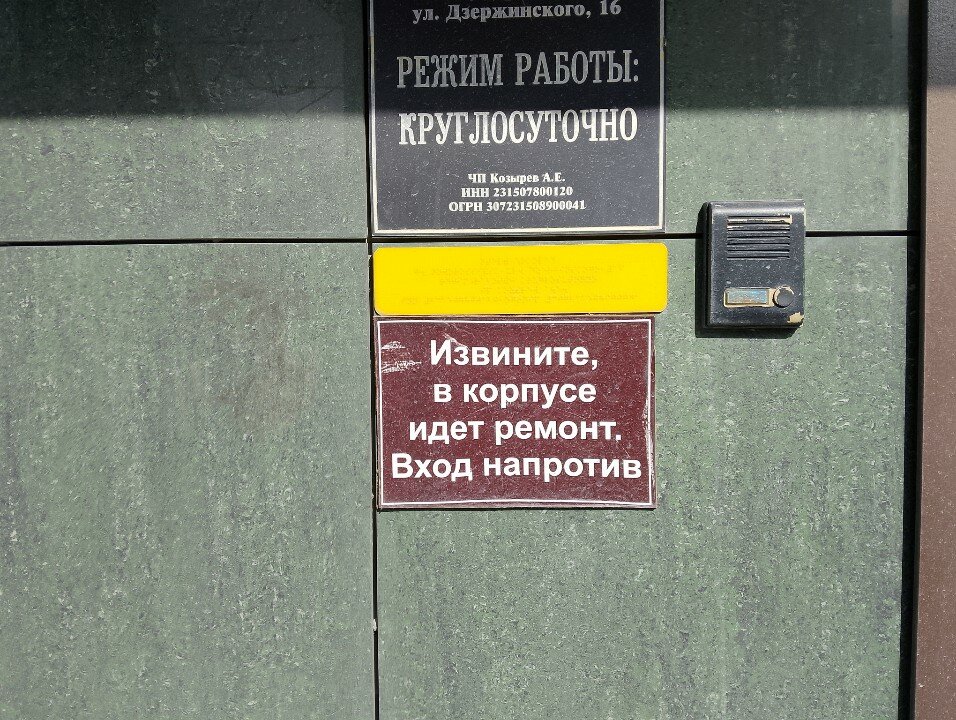 ул. Дзержинского, 16
РЕЖИМ РАБОТЫ:
КРУГЛОСУТОЧНО
ЧП Козырев А.Е.
ИНН 231507800120
ОГРН 307231508900041
Извините,
в корпусе
идет ремонт.
Вход напротив